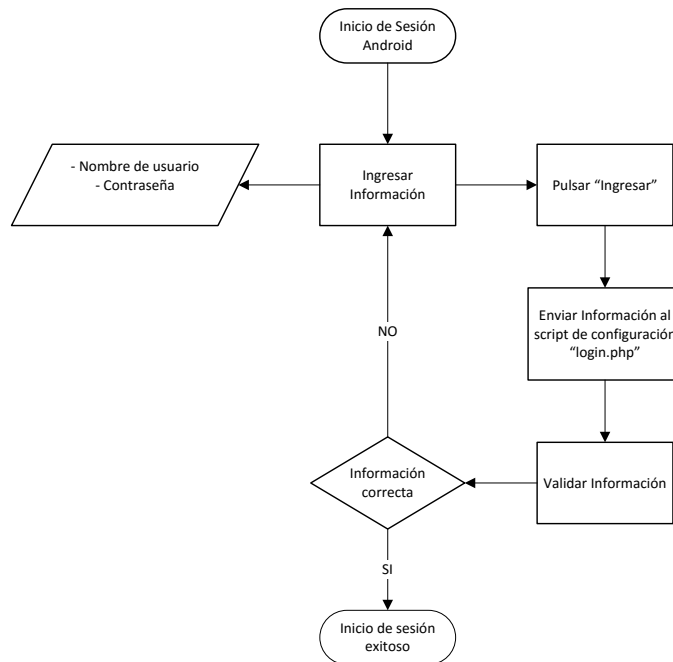 Inicio de Sesión
Android
- Nombre de usuario
- Contraseña
Ingresar
Información
Pulsar “Ingresar”
Enviar Información al
script de configuración
“login.php”
NO
Información
correcta
Validar Información
SI
Inicio de sesión
exitoso